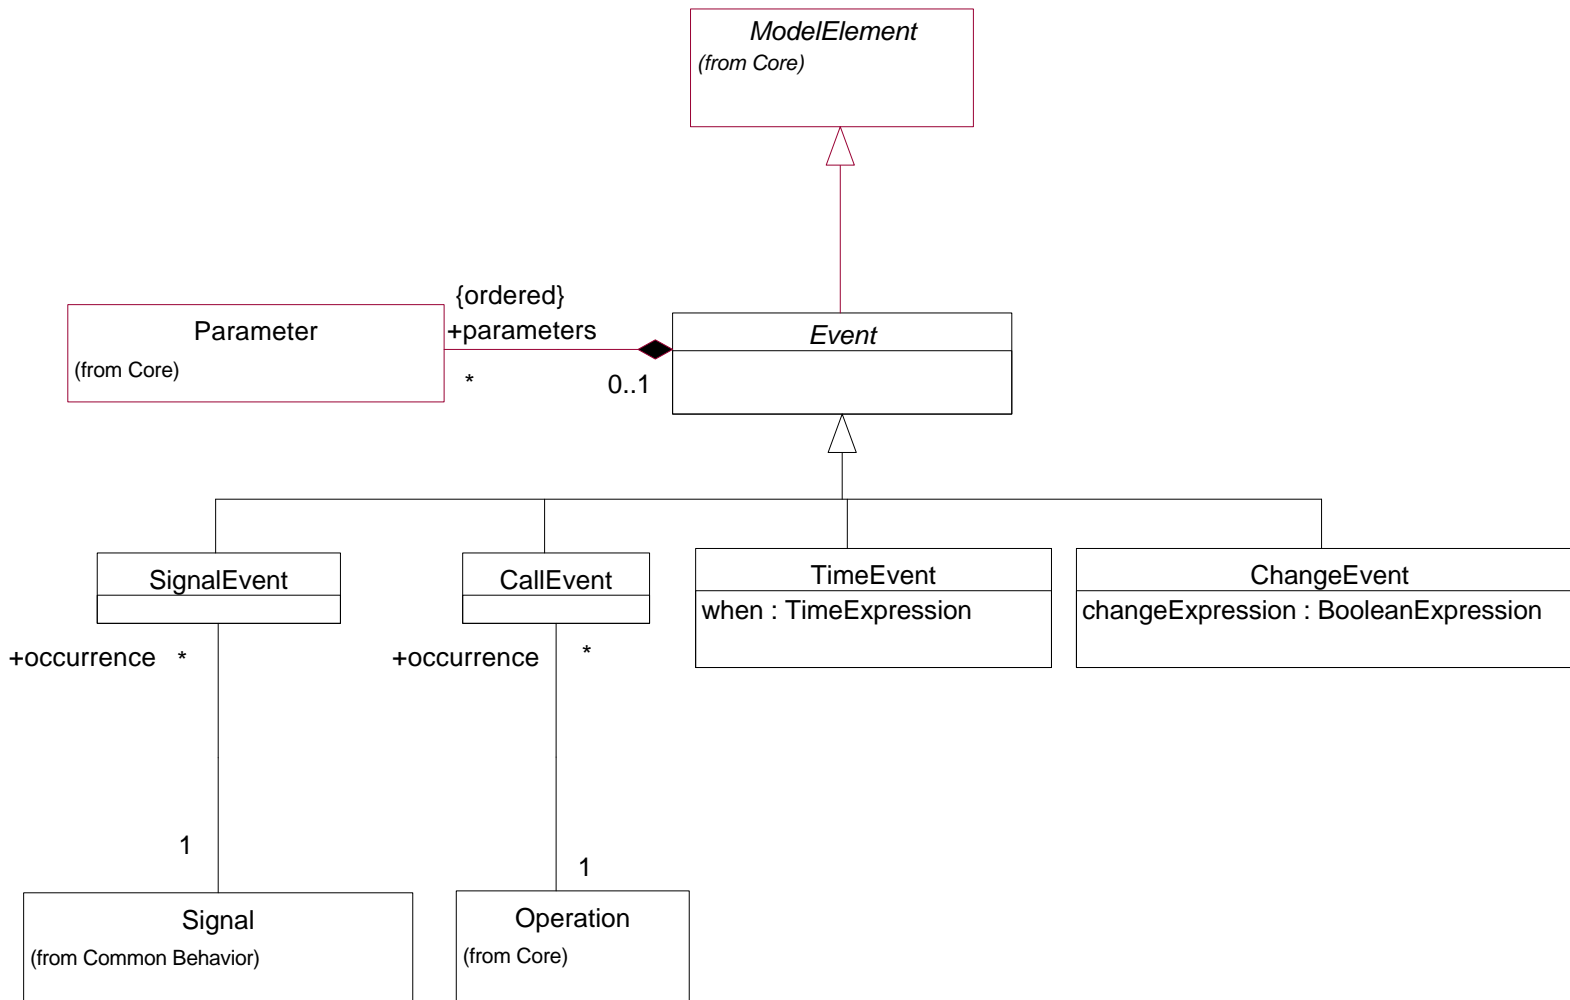 ModelElement
(from Core)
{ordered}
+parameters
Parameter
(from Core)
*
0..1
Event
SignalEvent
CallEvent
TimeEvent
when : TimeExpression
ChangeEvent
changeExpression : BooleanExpression
+occurrence *
+occurrence *
1
1
Signal
(from Common Behavior)
Operation
(from Core)